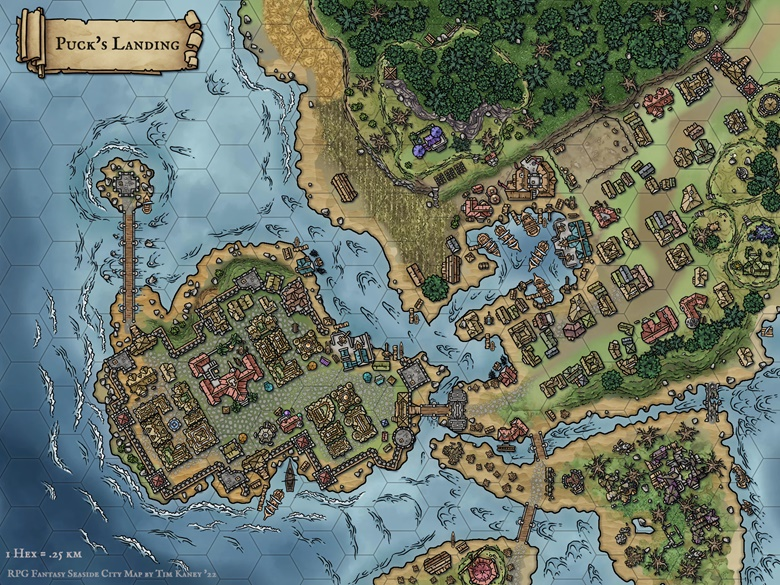 Puck's Landing
1 Hex = .25 km
RPG Fantasy Seaside City Map by Tim Kaney '22